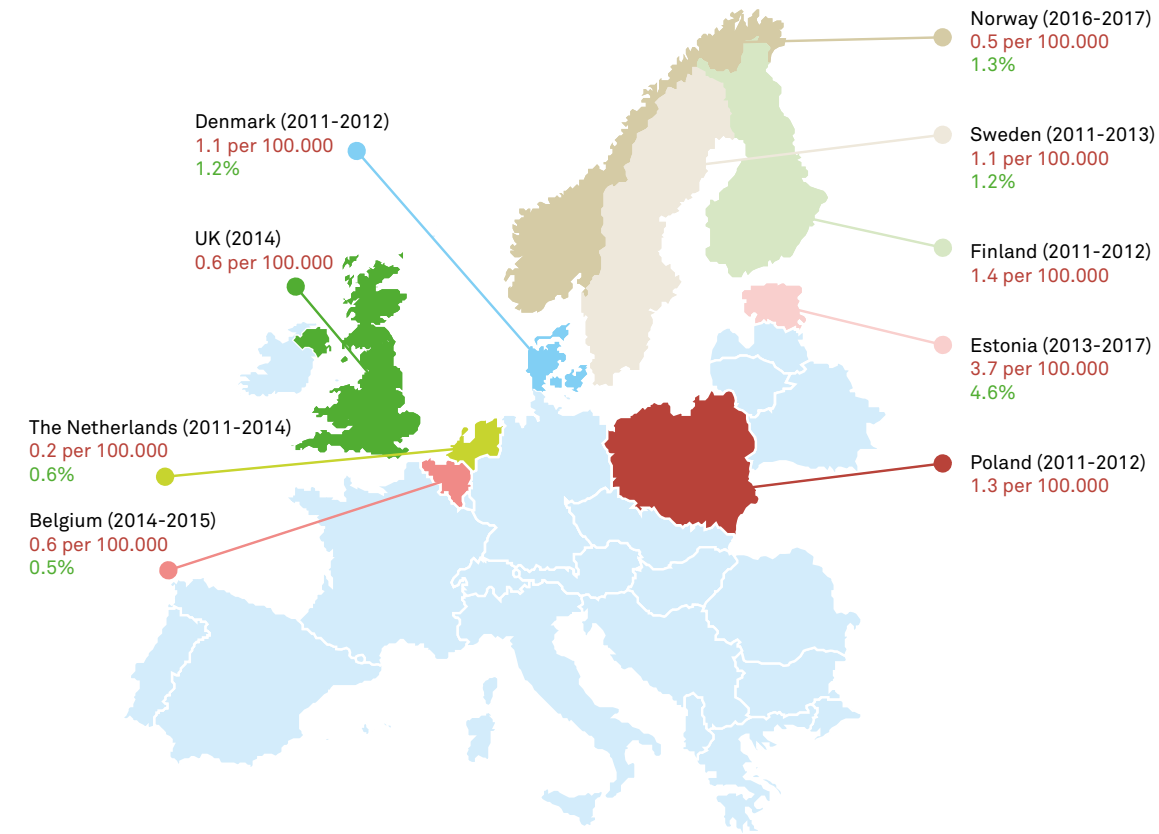 Norway (2016-2017)
0.5 per 100.000
1.3%
Denmark (2011-2012)
1.1 per 100.000
1.2%
Sweden (2011-2013)
1.1 per 100.000
1.2%
UK (2014)
0.6 per 100.000
Finland (2011-2012)
1.4 per 100.000
Estonia (2013-2017)
3.7 per 100.000
4.6%
The Netherlands (2011-2014)
0.2 per 100.000
0.6%
Poland (2011-2012)
1.3 per 100.000
Belgium (2014-2015)
0.6 per 100.000
0.5%